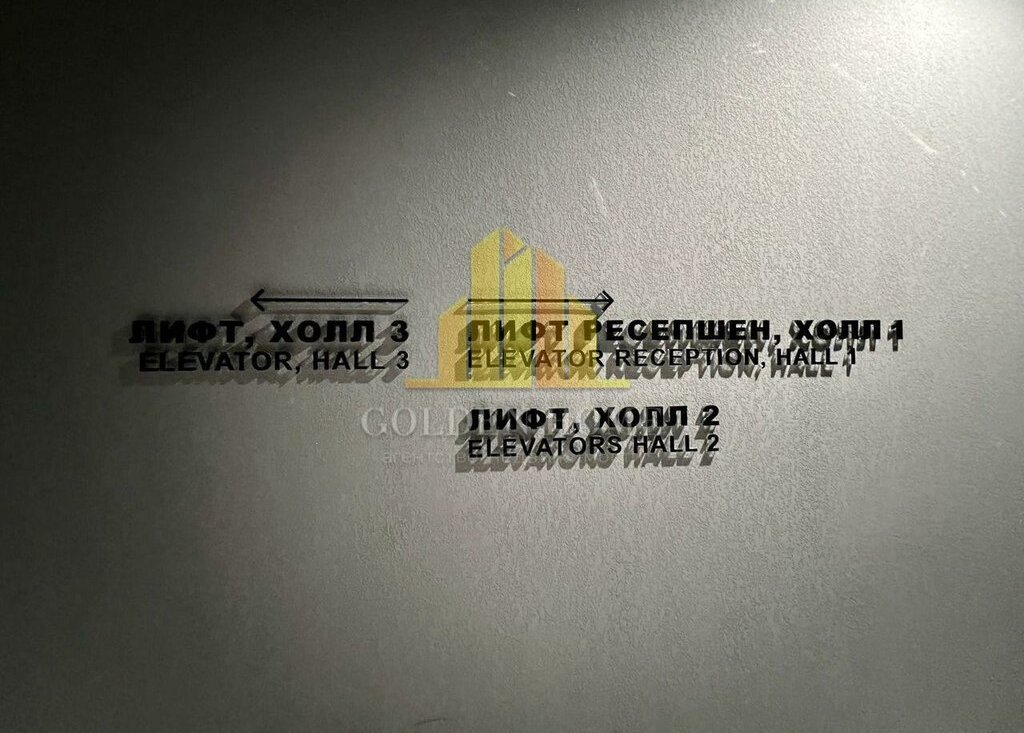 ЛИФТ, ХОЛЛ 3
ELEVATOR, HALL 3
ЛИФТ РЕСЕПШЕН, ХОЛЛ 1
ELEVATOR RECEPTION, HALL 1
ЛИФТ, ХОЛЛ 2
ELEVATORS HALL 2